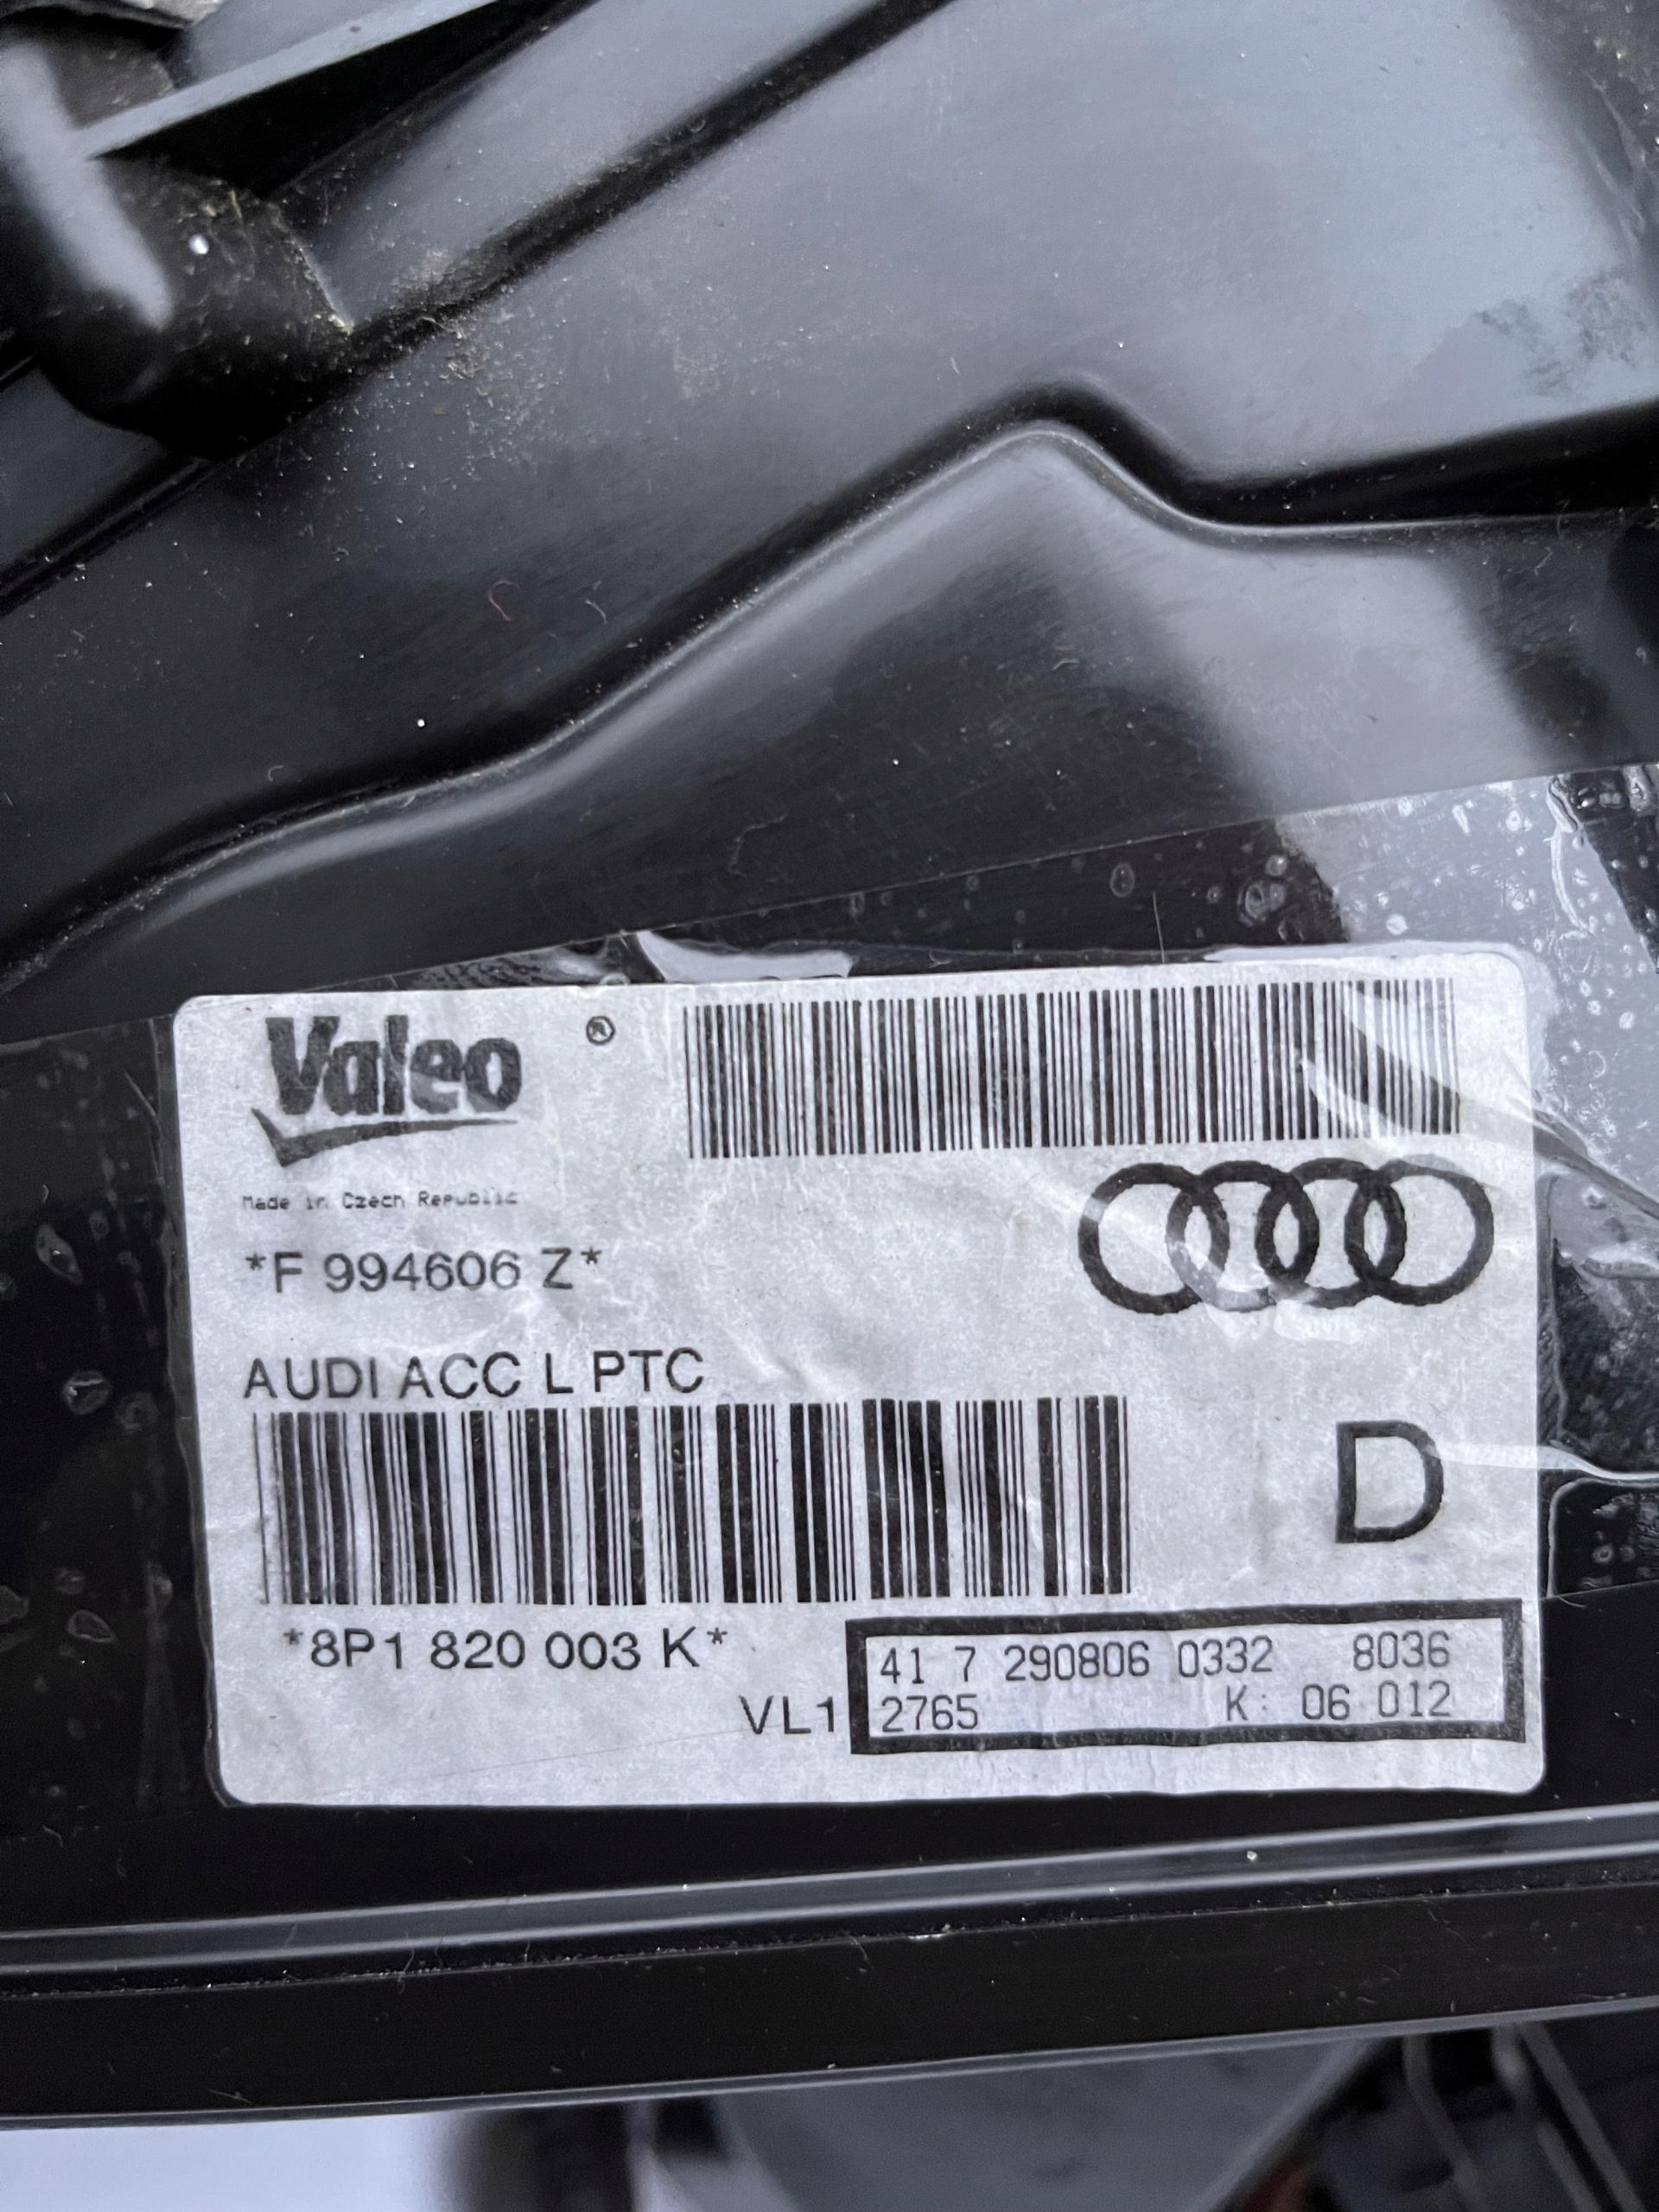 Valeo ®
Made in Czech Republic
*F 994606 Z*
AUDI ACC L PTC
D
*8P1 820 003 K*
41 7 290806 0332 8036
VL1 2765 K: 06 012